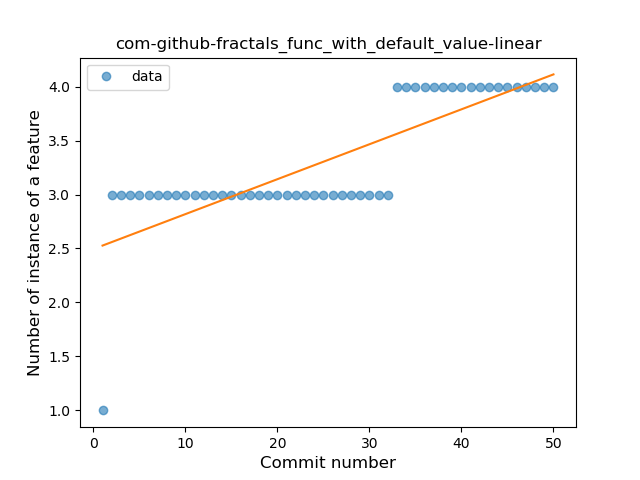 com-github-fractals_func_with_default_value-linear
data
Number of instance of a feature
4.0
3.5
3.0
2.5
2.0
1.5
1.0
0 10 20 30 40 50
Commit number